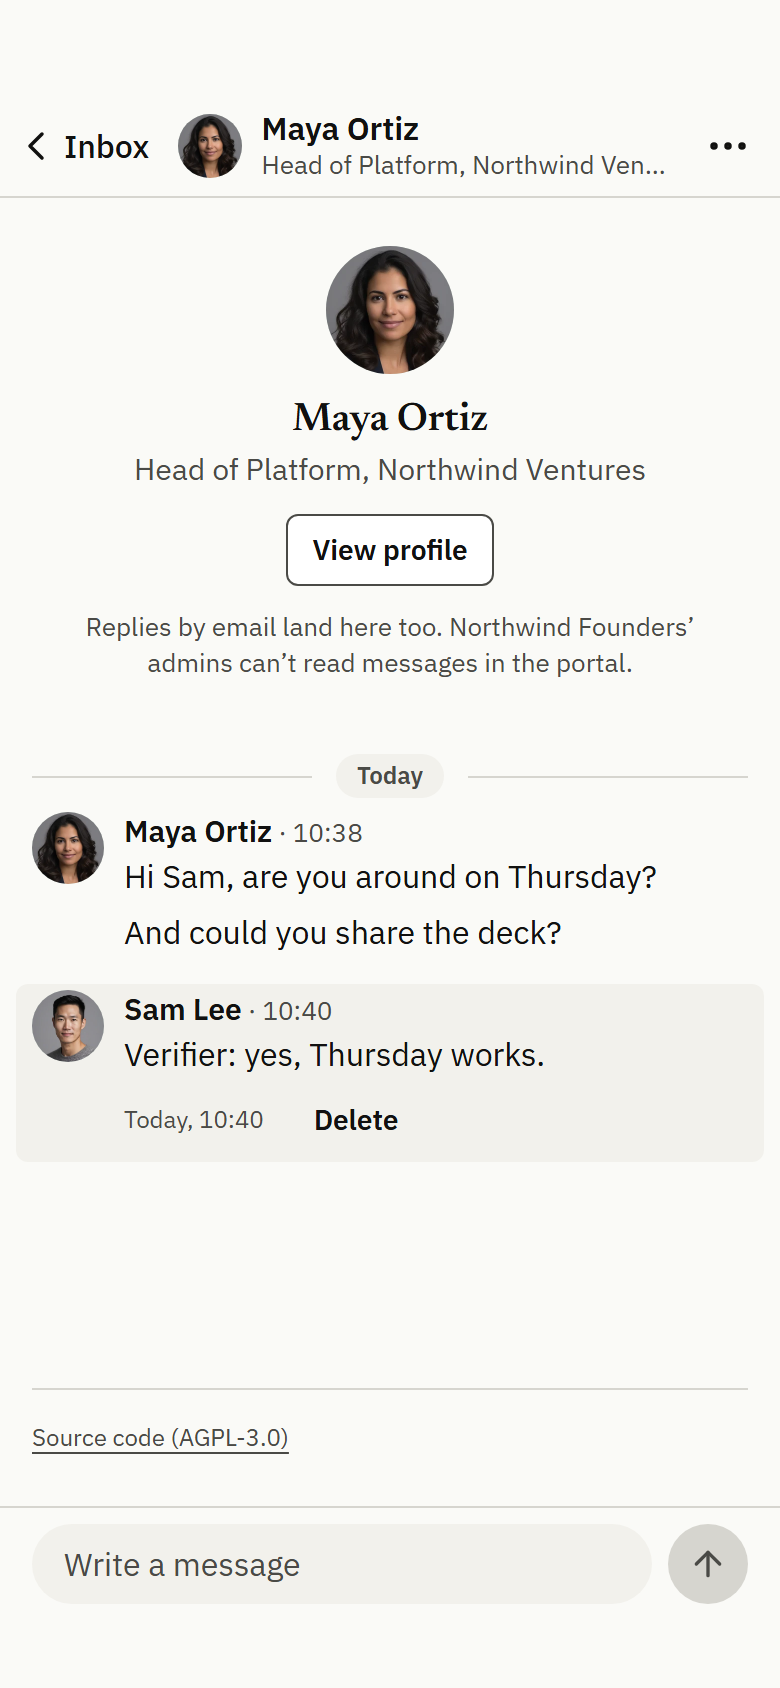 Inbox
Maya Ortiz
Head of Platform, Northwind Ven...
Maya Ortiz
Head of Platform, Northwind Ventures
View profile
Replies by email land here too. Northwind Founders’
admins can’t read messages in the portal.
Today
Maya Ortiz · 10:38
Hi Sam, are you around on Thursday?
And could you share the deck?
Sam Lee · 10:40
Verifier: yes, Thursday works.
Today, 10:40 Delete
Source code (AGPL-3.0)
Write a message